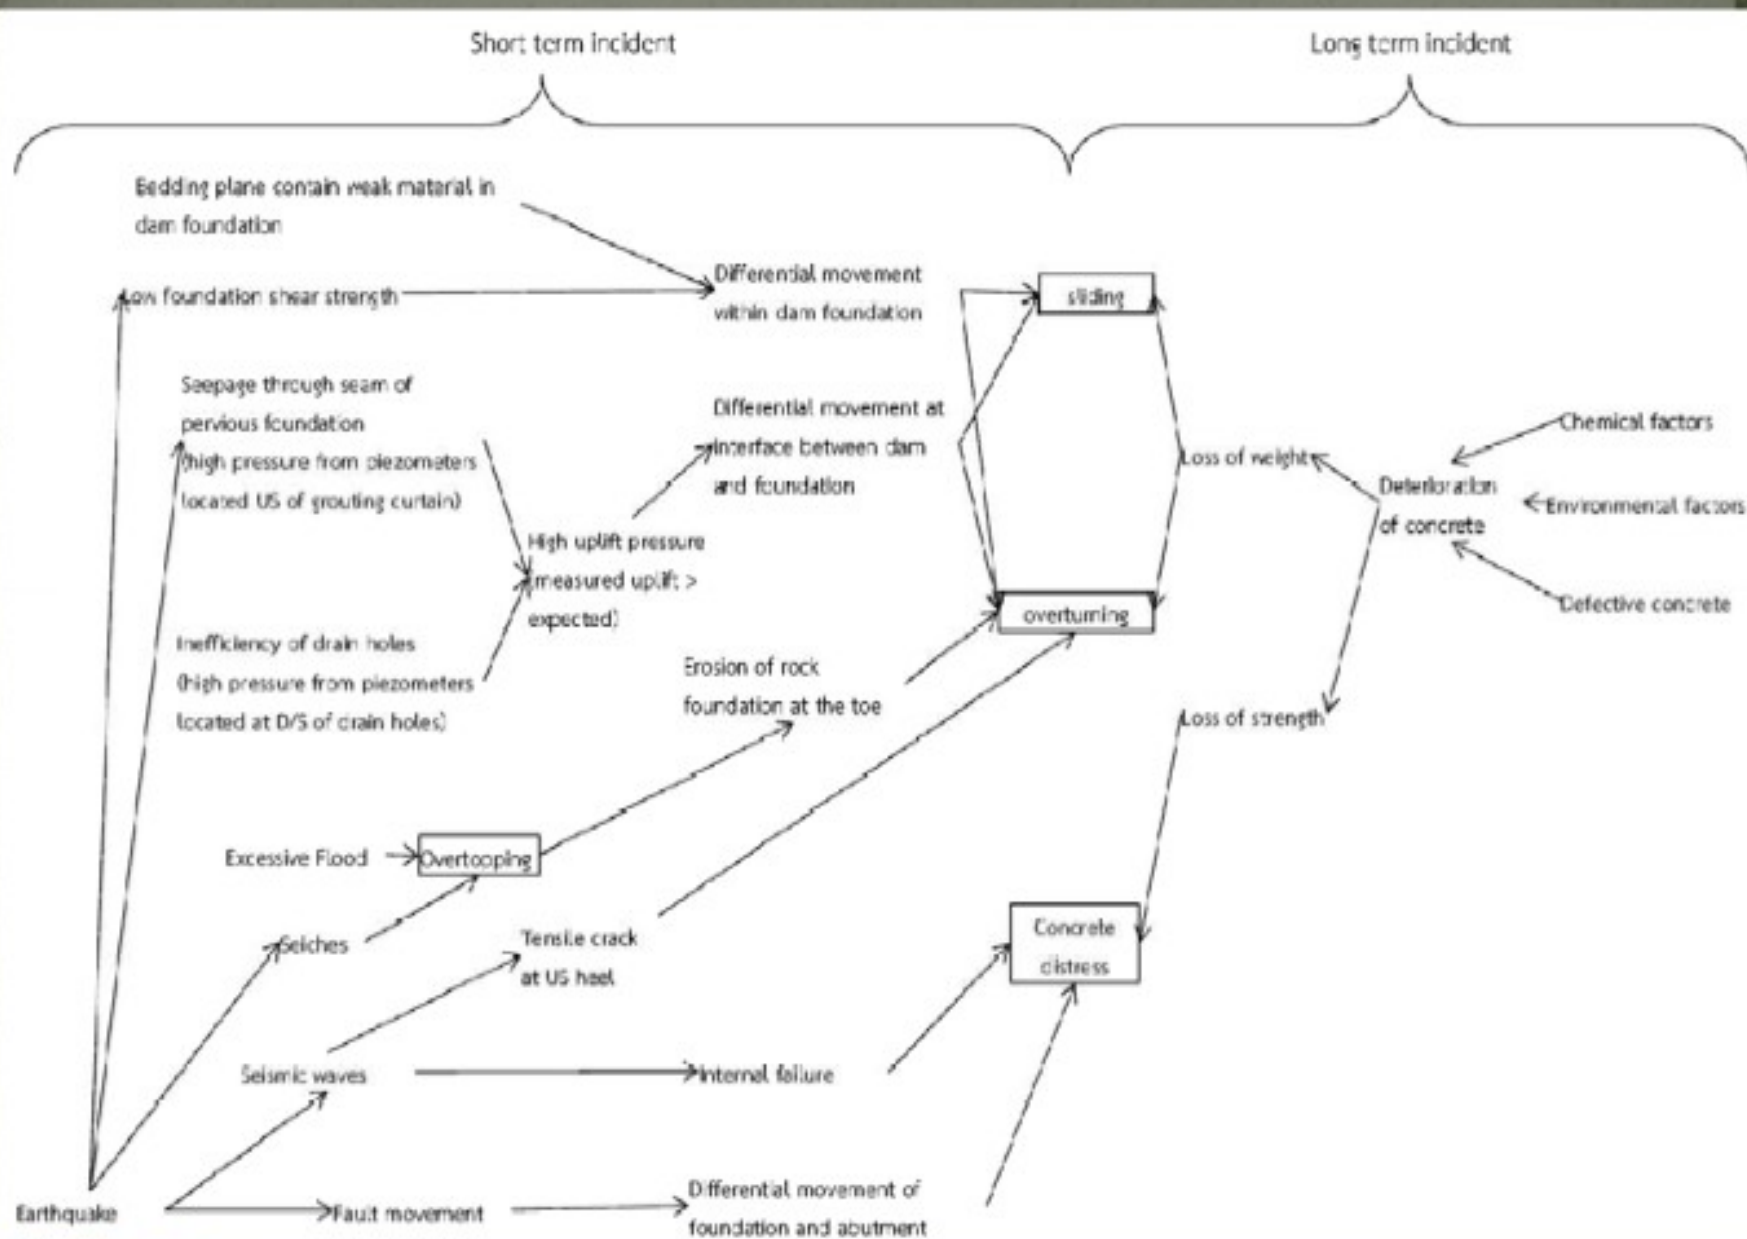 Short term incident
Long term incident
Bedding plane contain weak material in
dam foundation
Low foundation shear strength
Differential movement
within dam foundation
sliding
Seepage through seam of
pervious foundation
(high pressure from piezometers
located US of grouting curtain)
Differential movement at
interface between dam
and foundation
Loss of weight
Chemical factors
Deterioration
of concrete
Environmental factors
Defective concrete
High uplift pressure
(measured uplift >
expected)
overturning
Inefficiency of drain holes
(high pressure from piezometers
located at D/S of drain holes)
Erosion of rock
foundation at the toe
Loss of strength
Excessive Flood
Overtopping
Seiches
Tensile crack
at US heel
Concrete
distress
Seismic waves
Internal failure
Earthquake
Fault movement
Differential movement of
foundation and abutment